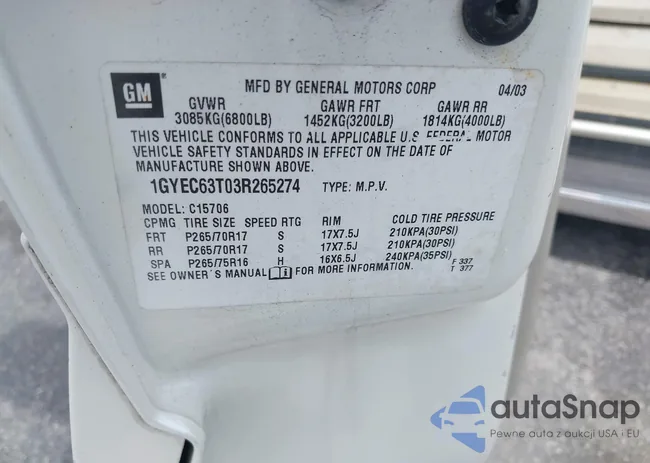 GM
MFD BY GENERAL MOTORS CORP 04/03
GVWR GAWR FRT GAWR RR
3085KG(6800LB) 1452KG(3200LB) 1814KG(4000LB)
THIS VEHICLE CONFORMS TO ALL APPLICABLE U.S. FEDERAL MOTOR
VEHICLE SAFETY STANDARDS IN EFFECT ON THE DATE OF
MANUFACTURE SHOWN ABOVE.
1GYEC63T03R265274 TYPE: M.P.V.
MODEL: C15706
CPMG TIRE SIZE SPEED RTG RIM COLD TIRE PRESSURE
FRT P265/70R17 S 17X7.5J 210KPA(30PSI)
RR P265/70R17 S 17X7.5J 210KPA(30PSI)
SPA P265/75R16 H 16X6.5J 240KPA(35PSI)
SEE OWNER'S MANUAL FOR MORE INFORMATION.
F 337
T 377
autaSnap
Pewne auta z aukcji USA i EU